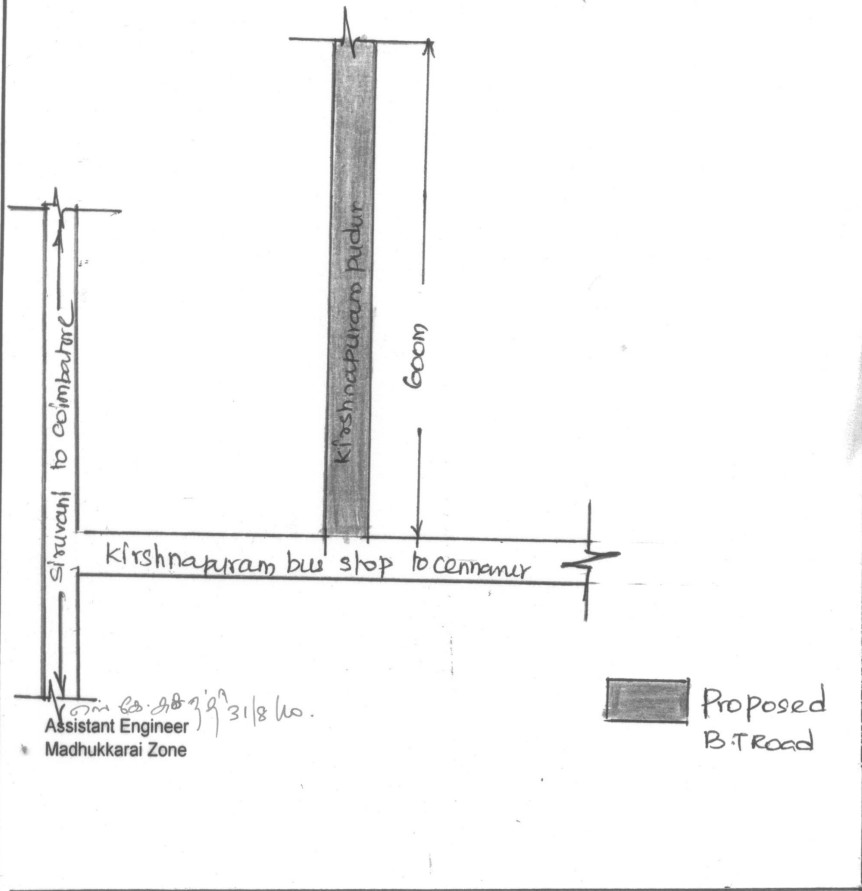 Kirshnapuram pudur
600m
Siruvani to Coimbatore
Kirshnapuram bus stop to cennanur
31/8/10.
Assistant Engineer
Madhukkarai Zone
Proposed
B.T Road